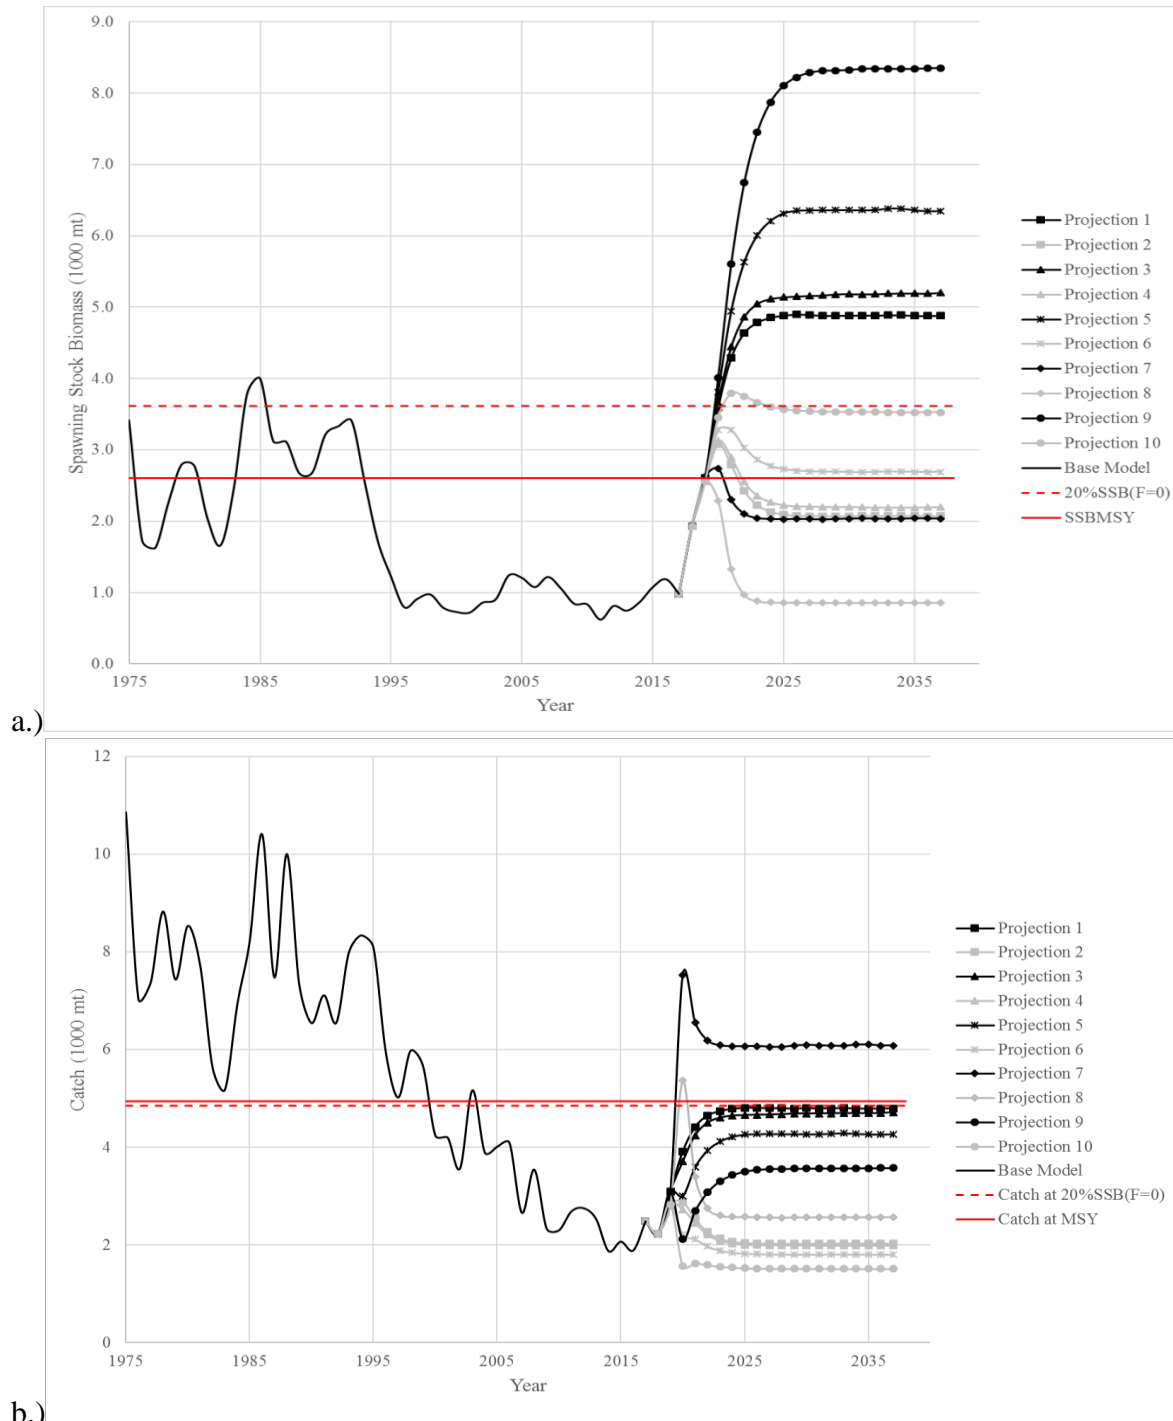 9.0
8.0
7.0
6.0
5.0
4.0
3.0
2.0
1.0
0.0
Spawning Stock Biomass (1000 mt)
1975 1985 1995 2005 2015 2025 2035
Year
Projection 1
Projection 2
Projection 3
Projection 4
Projection 5
Projection 6
Projection 7
Projection 8
Projection 9
Projection 10
Base Model
20%SSB(F=0)
SSBMSY
a.)
12
10
8
6
4
2
0
Catch (1000 mt)
1975 1985 1995 2005 2015 2025 2035
Year
Projection 1
Projection 2
Projection 3
Projection 4
Projection 5
Projection 6
Projection 7
Projection 8
Projection 9
Projection 10
Base Model
Catch at 20%SSB(F=0)
Catch at MSY
b.)